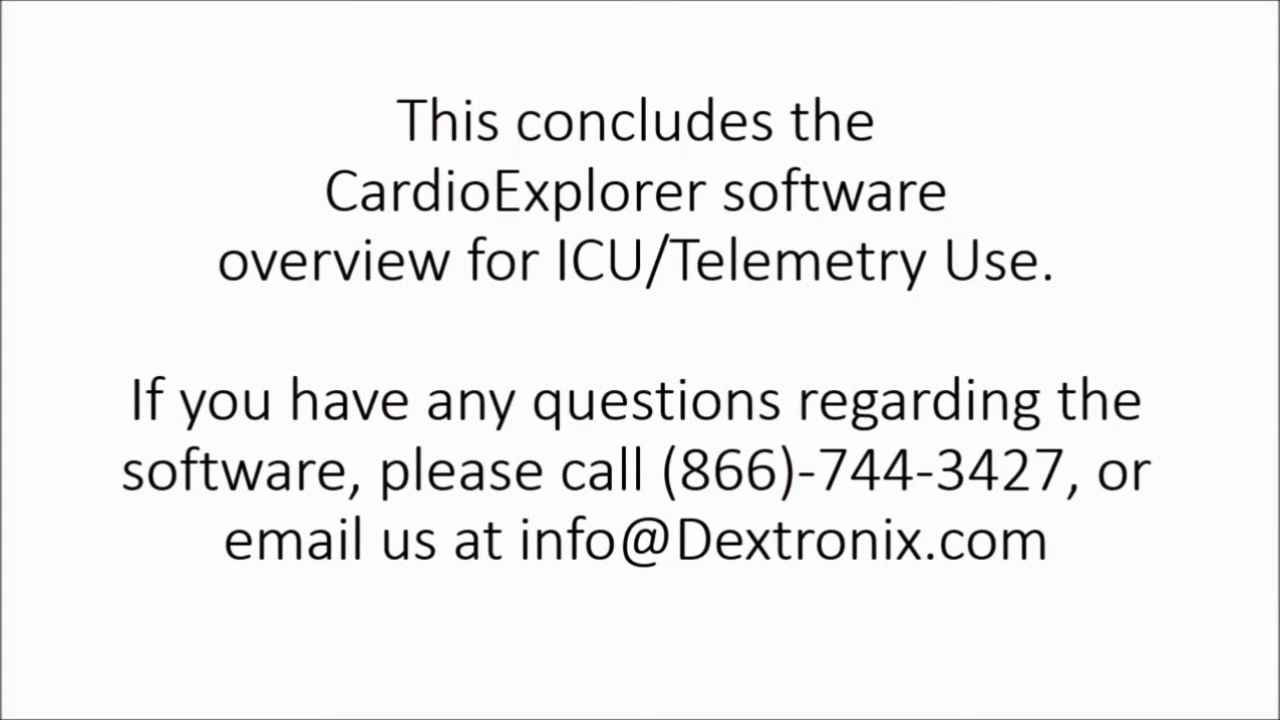 This concludes the
CardioExplorer software
overview for ICU/Telemetry Use.
If you have any questions regarding the
software, please call (866)-744-3427, or
email us at info@Dextronix.com